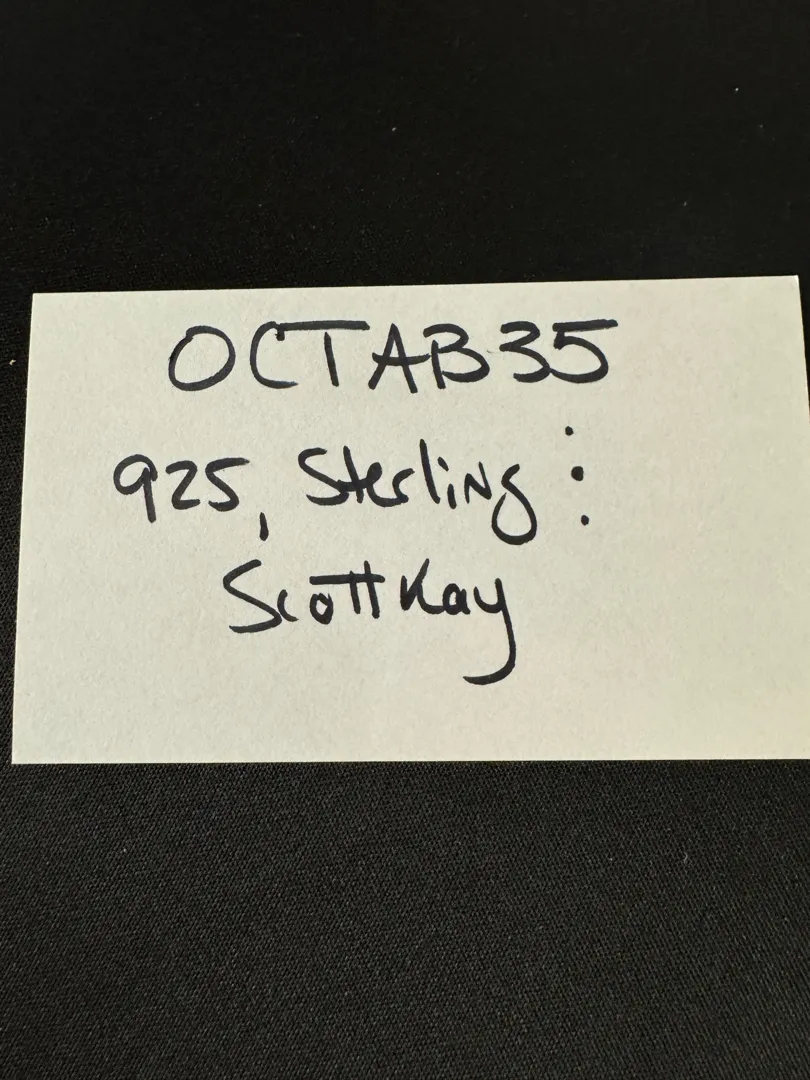 OCTAB35
925, Sterling ⋮
Scott Kay